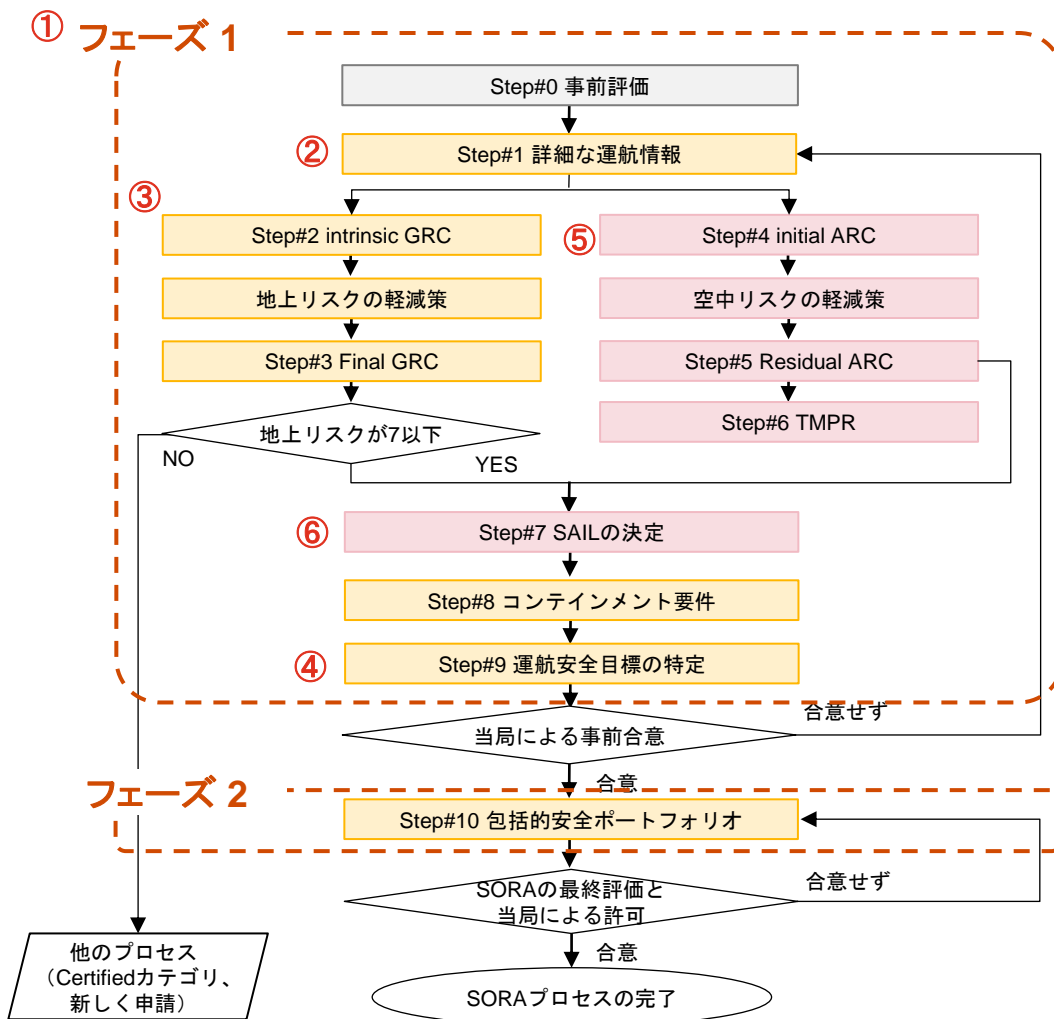 ① フェーズ 1
Step#0 事前評価
② Step#1 詳細な運航情報
③
Step#2 intrinsic GRC
⑤ Step#4 initial ARC
地上リスクの軽減策
空中リスクの軽減策
Step#3 Final GRC
Step#5 Residual ARC
Step#6 TMPR
地上リスクが7以下
NO
YES
⑥ Step#7 SAILの決定
Step#8 コンテインメント要件
④ Step#9 運航安全目標の特定
合意せず
当局による事前合意
合意
フェーズ 2
Step#10 包括的安全ポートフォリオ
合意せず
SORAの最終評価と
当局による許可
合意
他のプロセス
（Certifiedカテゴリ、
新しく申請）
SORAプロセスの完了